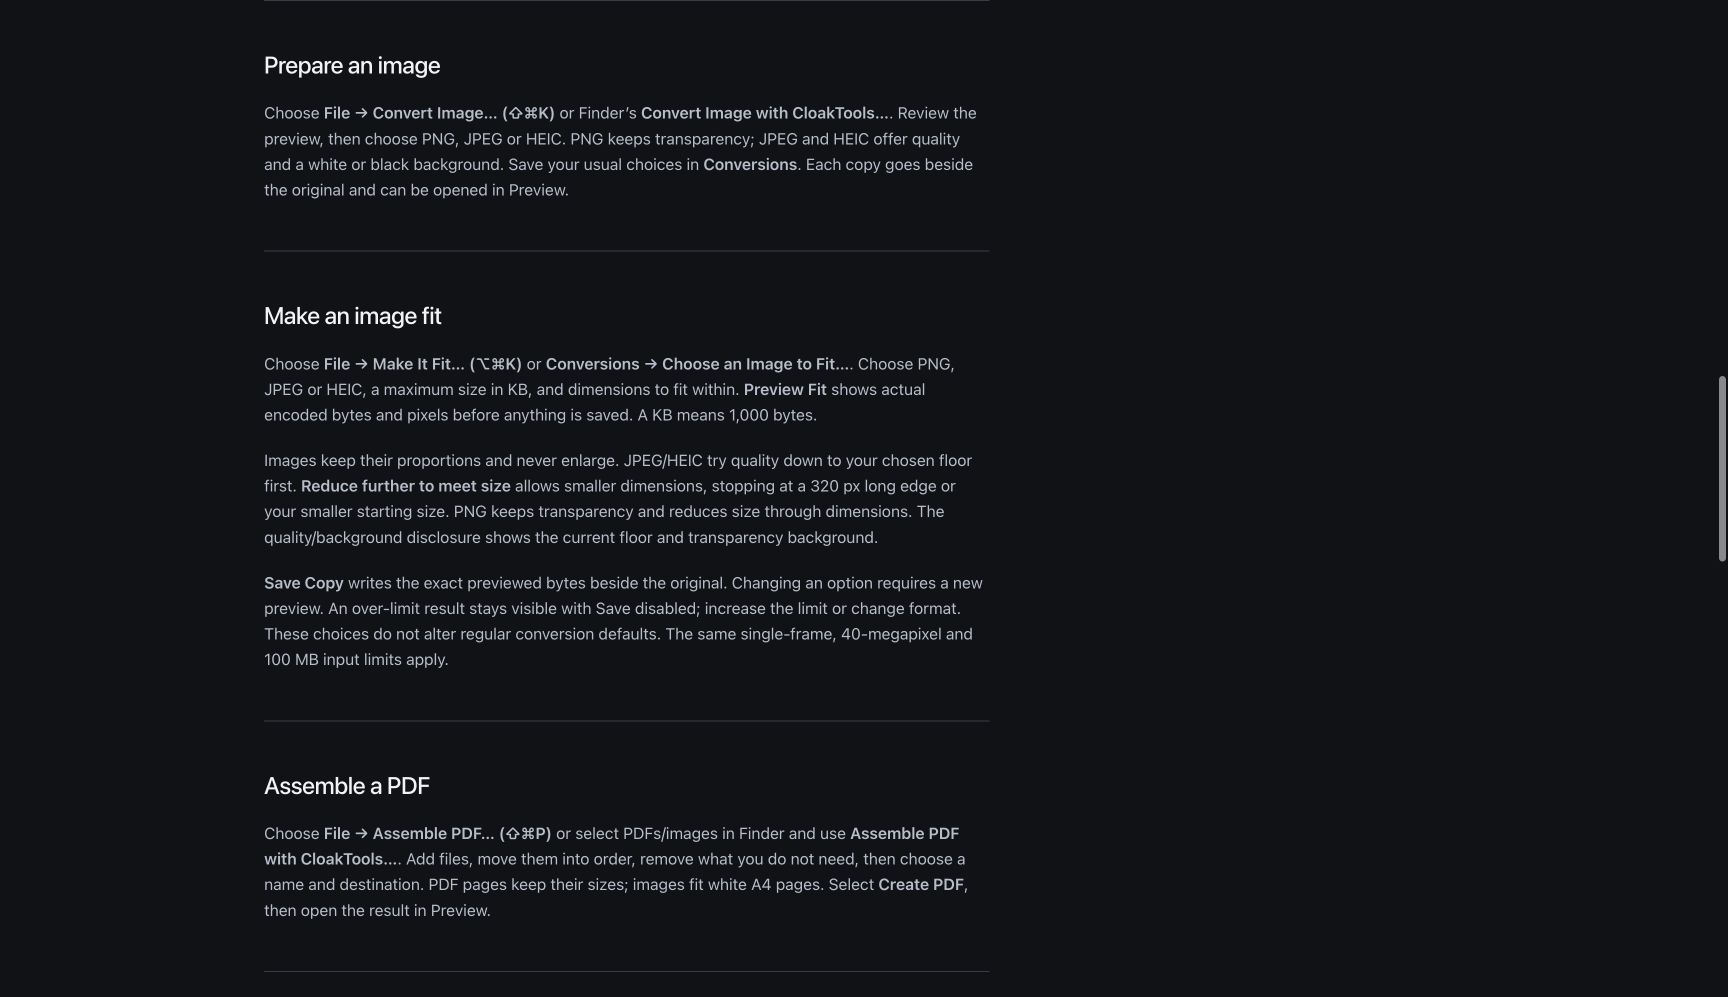 Prepare an image
Choose File → Convert Image... (⇧⌘K) or Finder’s Convert Image with CloakTools.... Review the
preview, then choose PNG, JPEG or HEIC. PNG keeps transparency; JPEG and HEIC offer quality
and a white or black background. Save your usual choices in Conversions. Each copy goes beside
the original and can be opened in Preview.
Make an image fit
Choose File → Make It Fit... (⌥⌘K) or Conversions → Choose an Image to Fit.... Choose PNG,
JPEG or HEIC, a maximum size in KB, and dimensions to fit within. Preview Fit shows actual
encoded bytes and pixels before anything is saved. A KB means 1,000 bytes.
Images keep their proportions and never enlarge. JPEG/HEIC try quality down to your chosen floor
first. Reduce further to meet size allows smaller dimensions, stopping at a 320 px long edge or
your smaller starting size. PNG keeps transparency and reduces size through dimensions. The
quality/background disclosure shows the current floor and transparency background.
Save Copy writes the exact previewed bytes beside the original. Changing an option requires a new
preview. An over-limit result stays visible with Save disabled; increase the limit or change format.
These choices do not alter regular conversion defaults. The same single-frame, 40-megapixel and
100 MB input limits apply.
Assemble a PDF
Choose File → Assemble PDF... (⇧⌘P) or select PDFs/images in Finder and use Assemble PDF
with CloakTools.... Add files, move them into order, remove what you do not need, then choose a
name and destination. PDF pages keep their sizes; images fit white A4 pages. Select Create PDF,
then open the result in Preview.